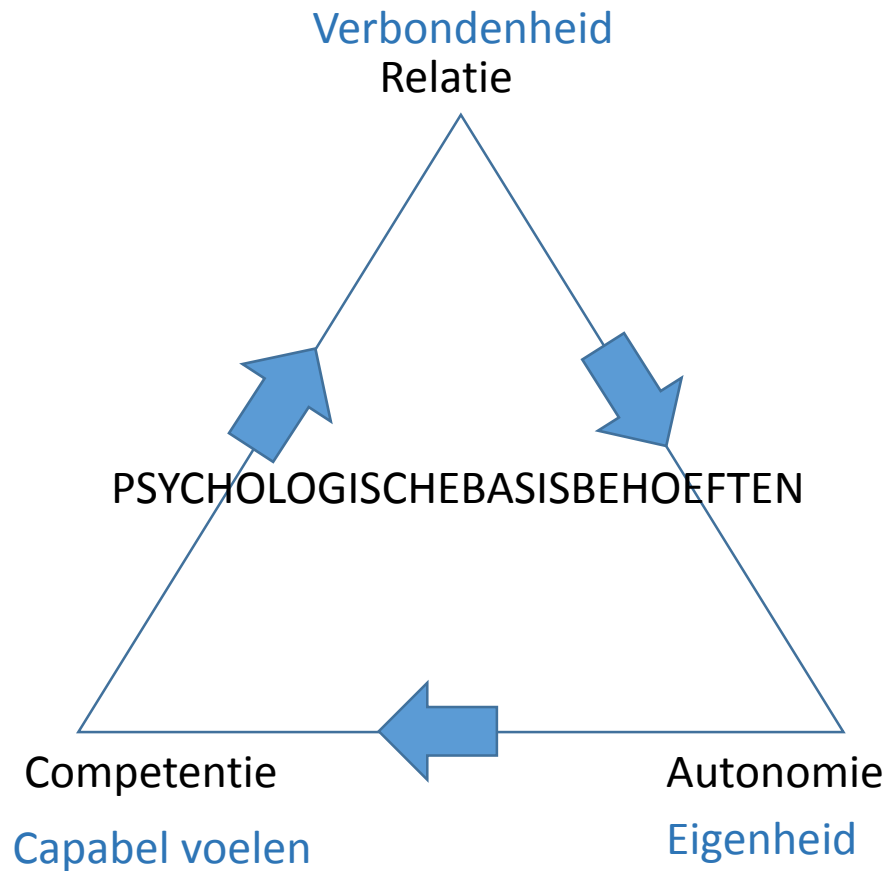 Verbondenheid
Relatie
PSYCHOLOGISCHEBASISBEHOEFTEN
Competentie
Capabel voelen
Autonomie
Eigenheid